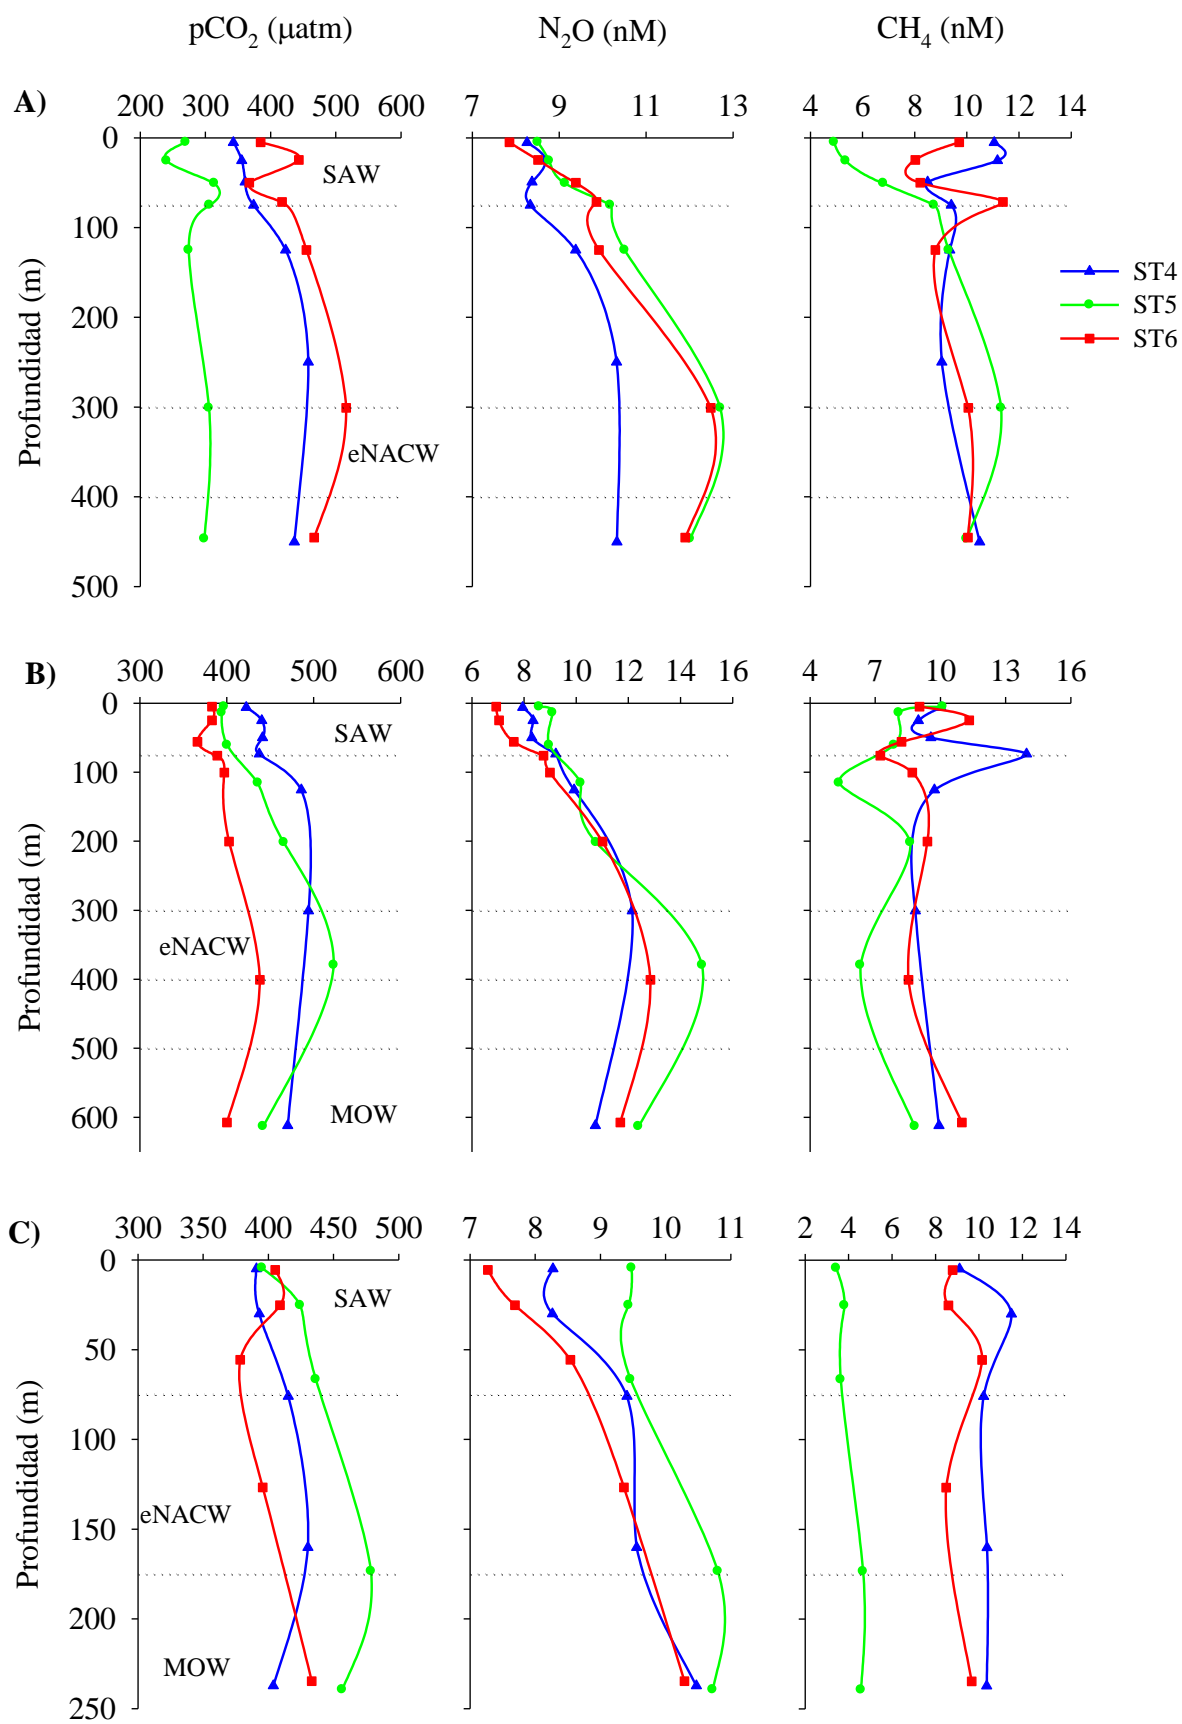 pCO2 (µatm) N2O (nM) CH4 (nM)
A)
200 300 400 500 600 7 9 11 13 4 6 8 10 12 14
0
SAW
100
ST4
200
ST5
ST6
300
eNACW
400
500
Profundidad (m)
B)
300 400 500 600 6 8 10 12 14 16 4 7 10 13 16
0
SAW
100
200
300
eNACW
400
500
600
MOW
Profundidad (m)
C)
300 350 400 450 500 7 8 9 10 11 2 4 6 8 10 12 14
0
SAW
50
100
eNACW
150
200
MOW
250
Profundidad (m)